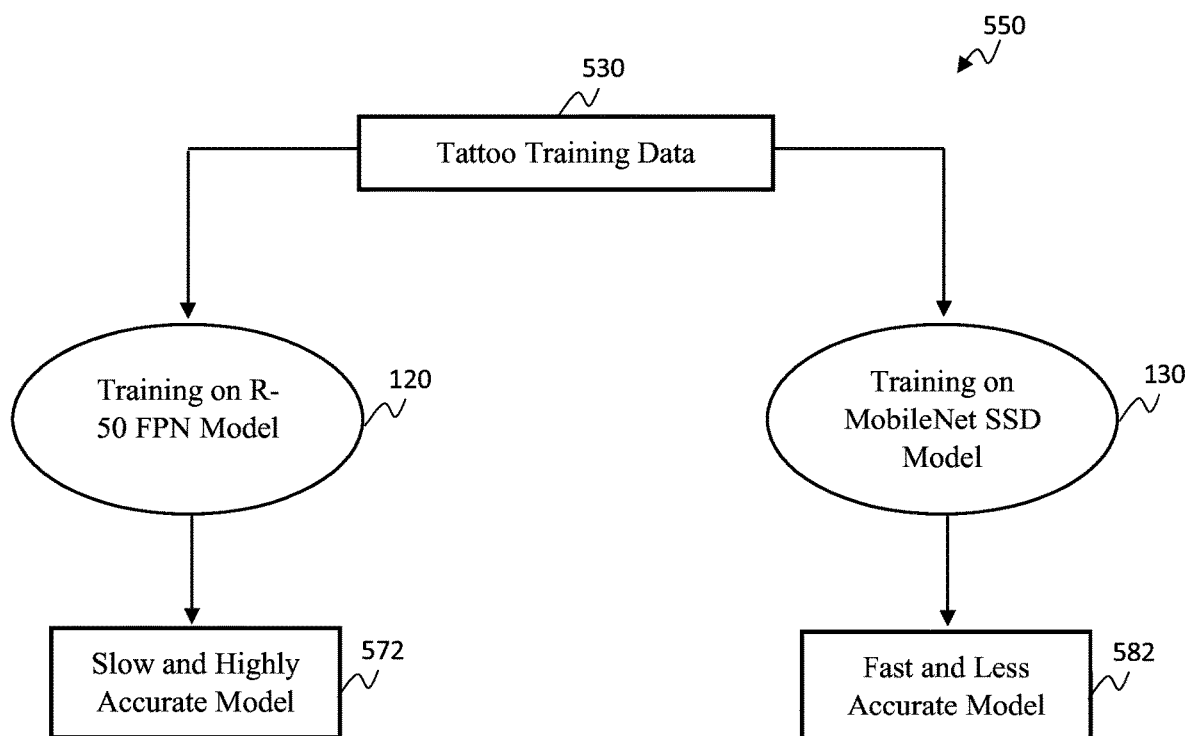 550
530
Tattoo Training Data
Training on R-
50 FPN Model
120
Training on
MobileNet SSD
Model
130
Slow and Highly
Accurate Model
572
Fast and Less
Accurate Model
582